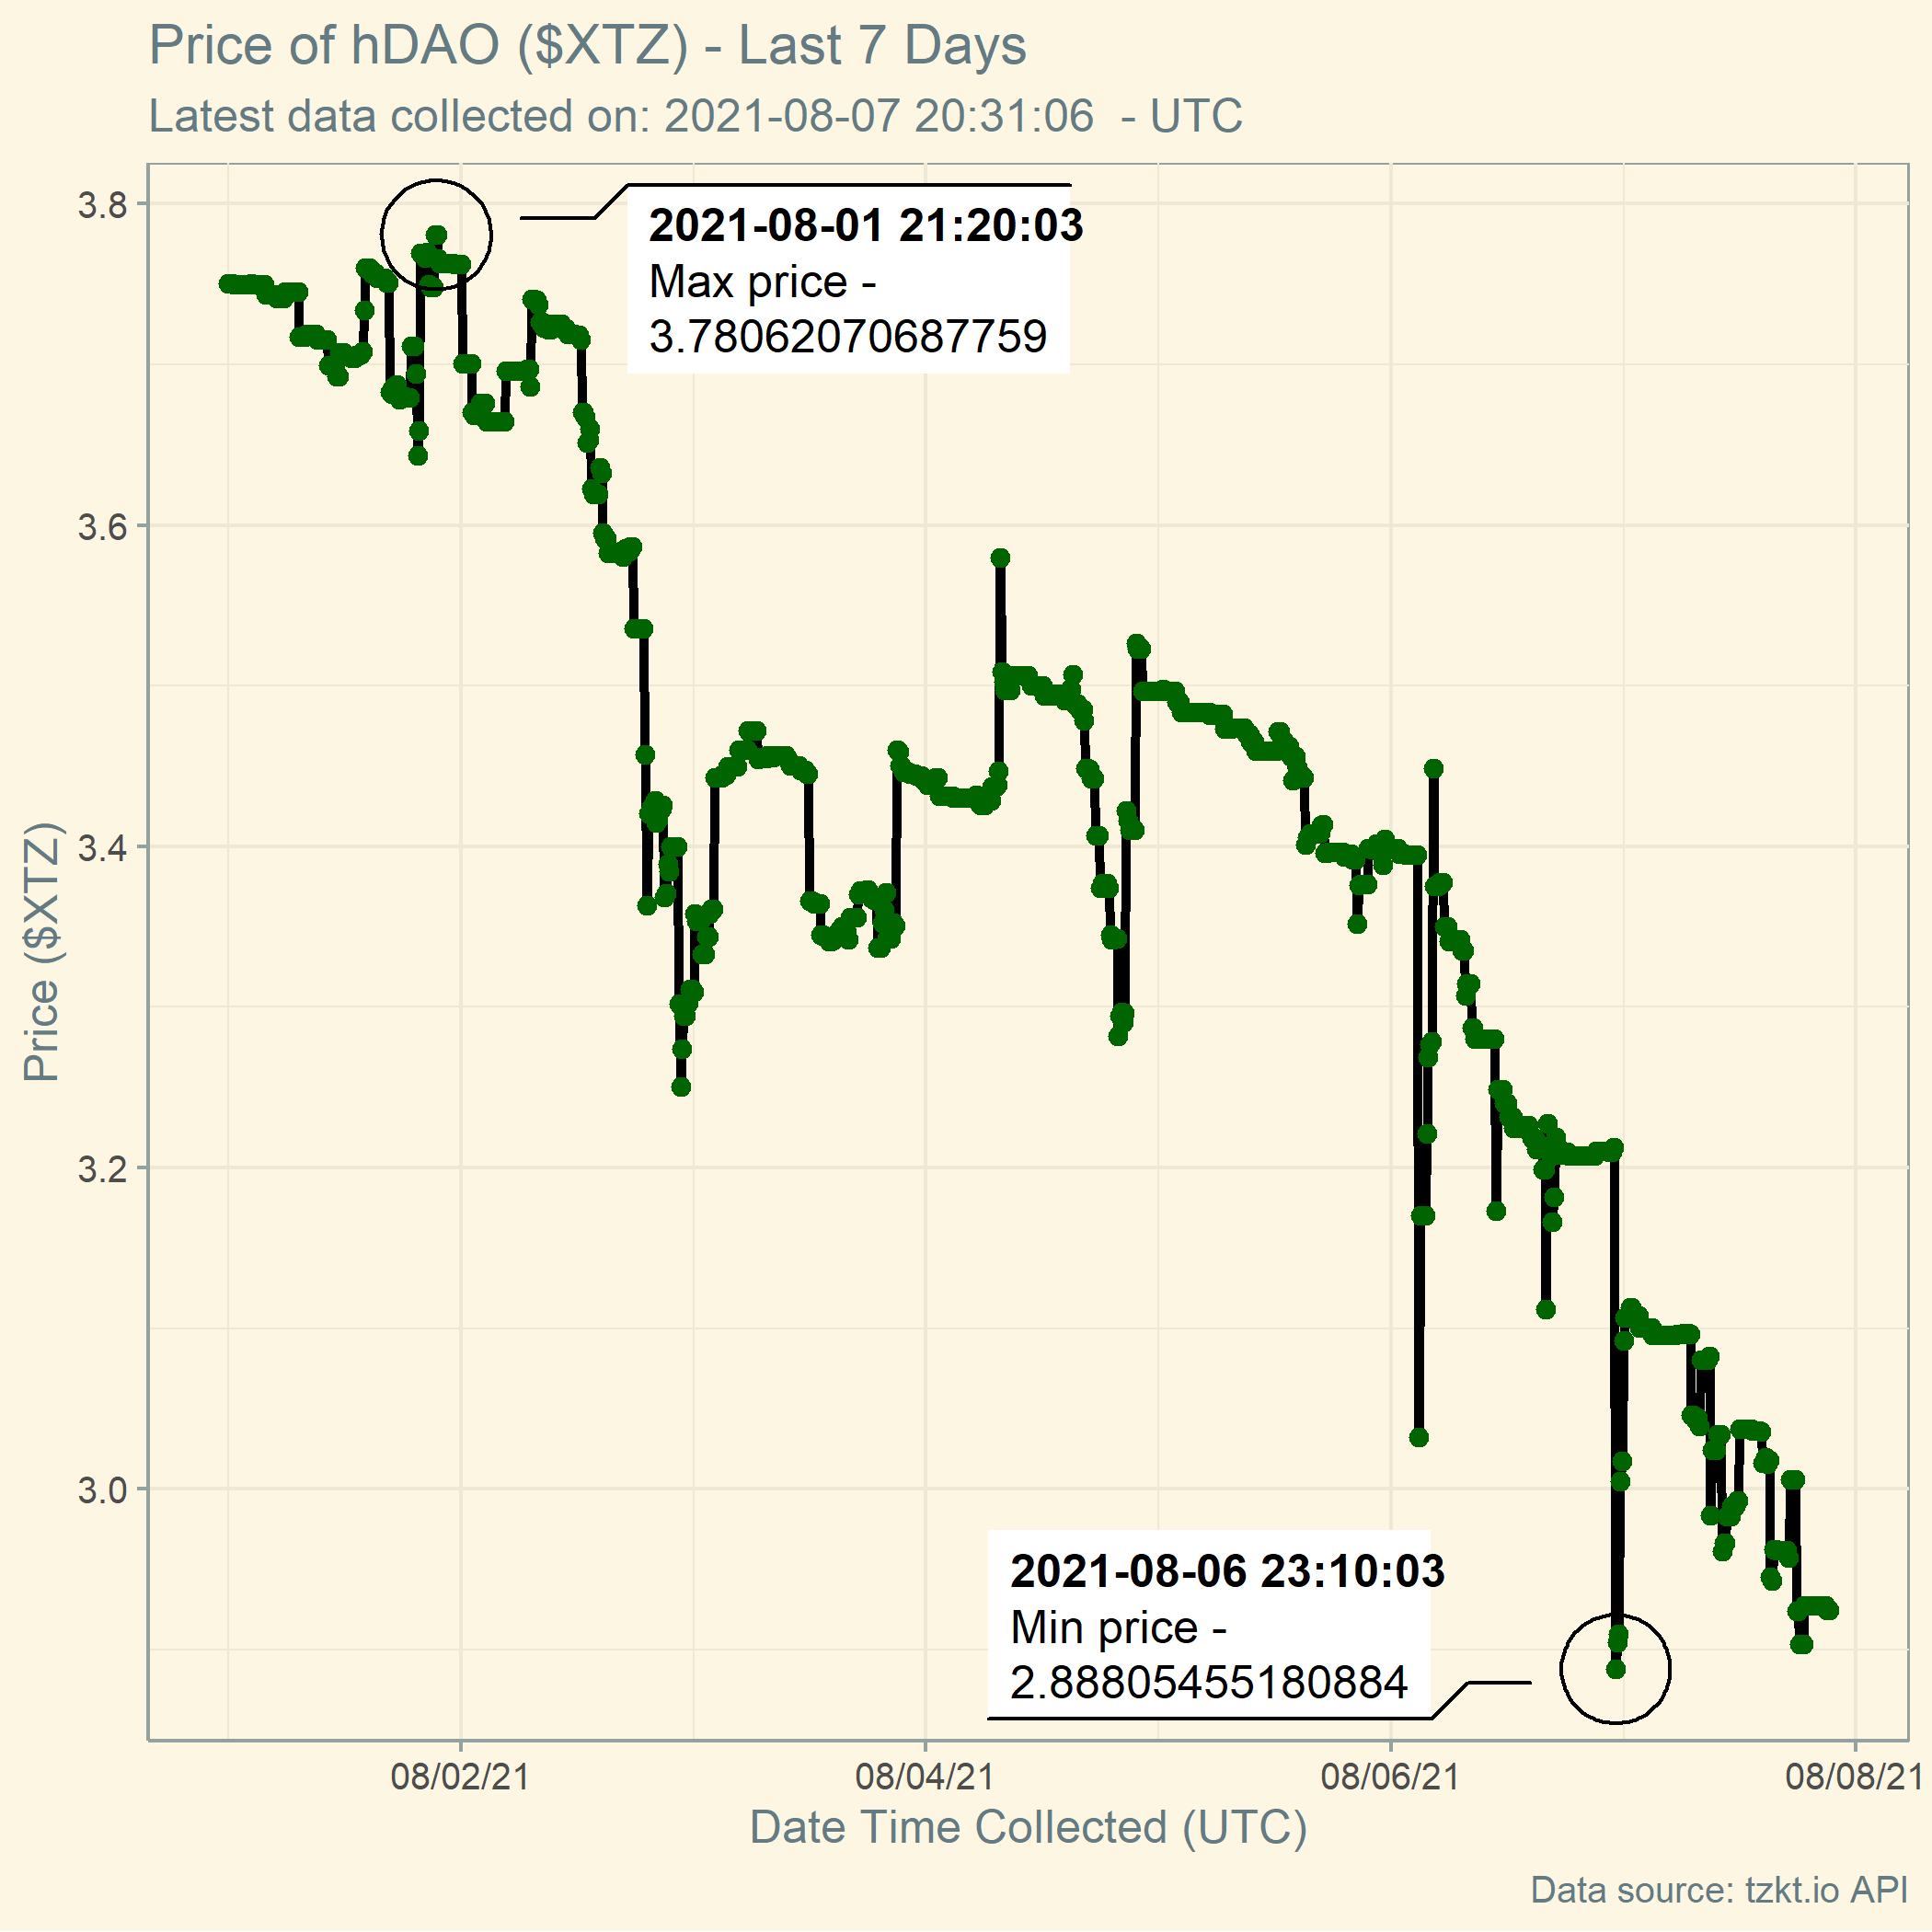 Price of hDAO ($XTZ) - Last 7 Days
Latest data collected on: 2021-08-07 20:31:06  - UTC
3.8
3.6
3.4
3.2
3.0
Price ($XTZ)
2021-08-01 21:20:03
Max price -
3.78062070687759
2021-08-06 23:10:03
Min price -
2.88805455180884
08/02/21
08/04/21
08/06/21
08/08/21
Date Time Collected (UTC)
Data source: tzkt.io API